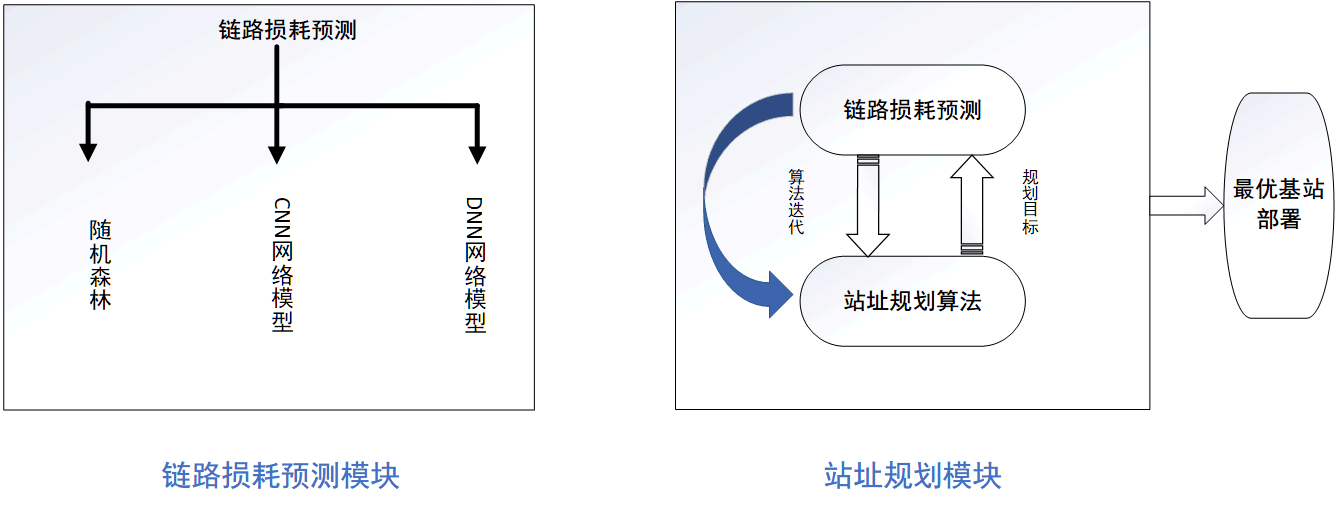 链路损耗预测
随机森林
CNN网络模型
DNN网络模型
链路损耗预测模块
链路损耗预测
算法迭代
规划目标
站址规划算法
站址规划模块
最优基站
部署